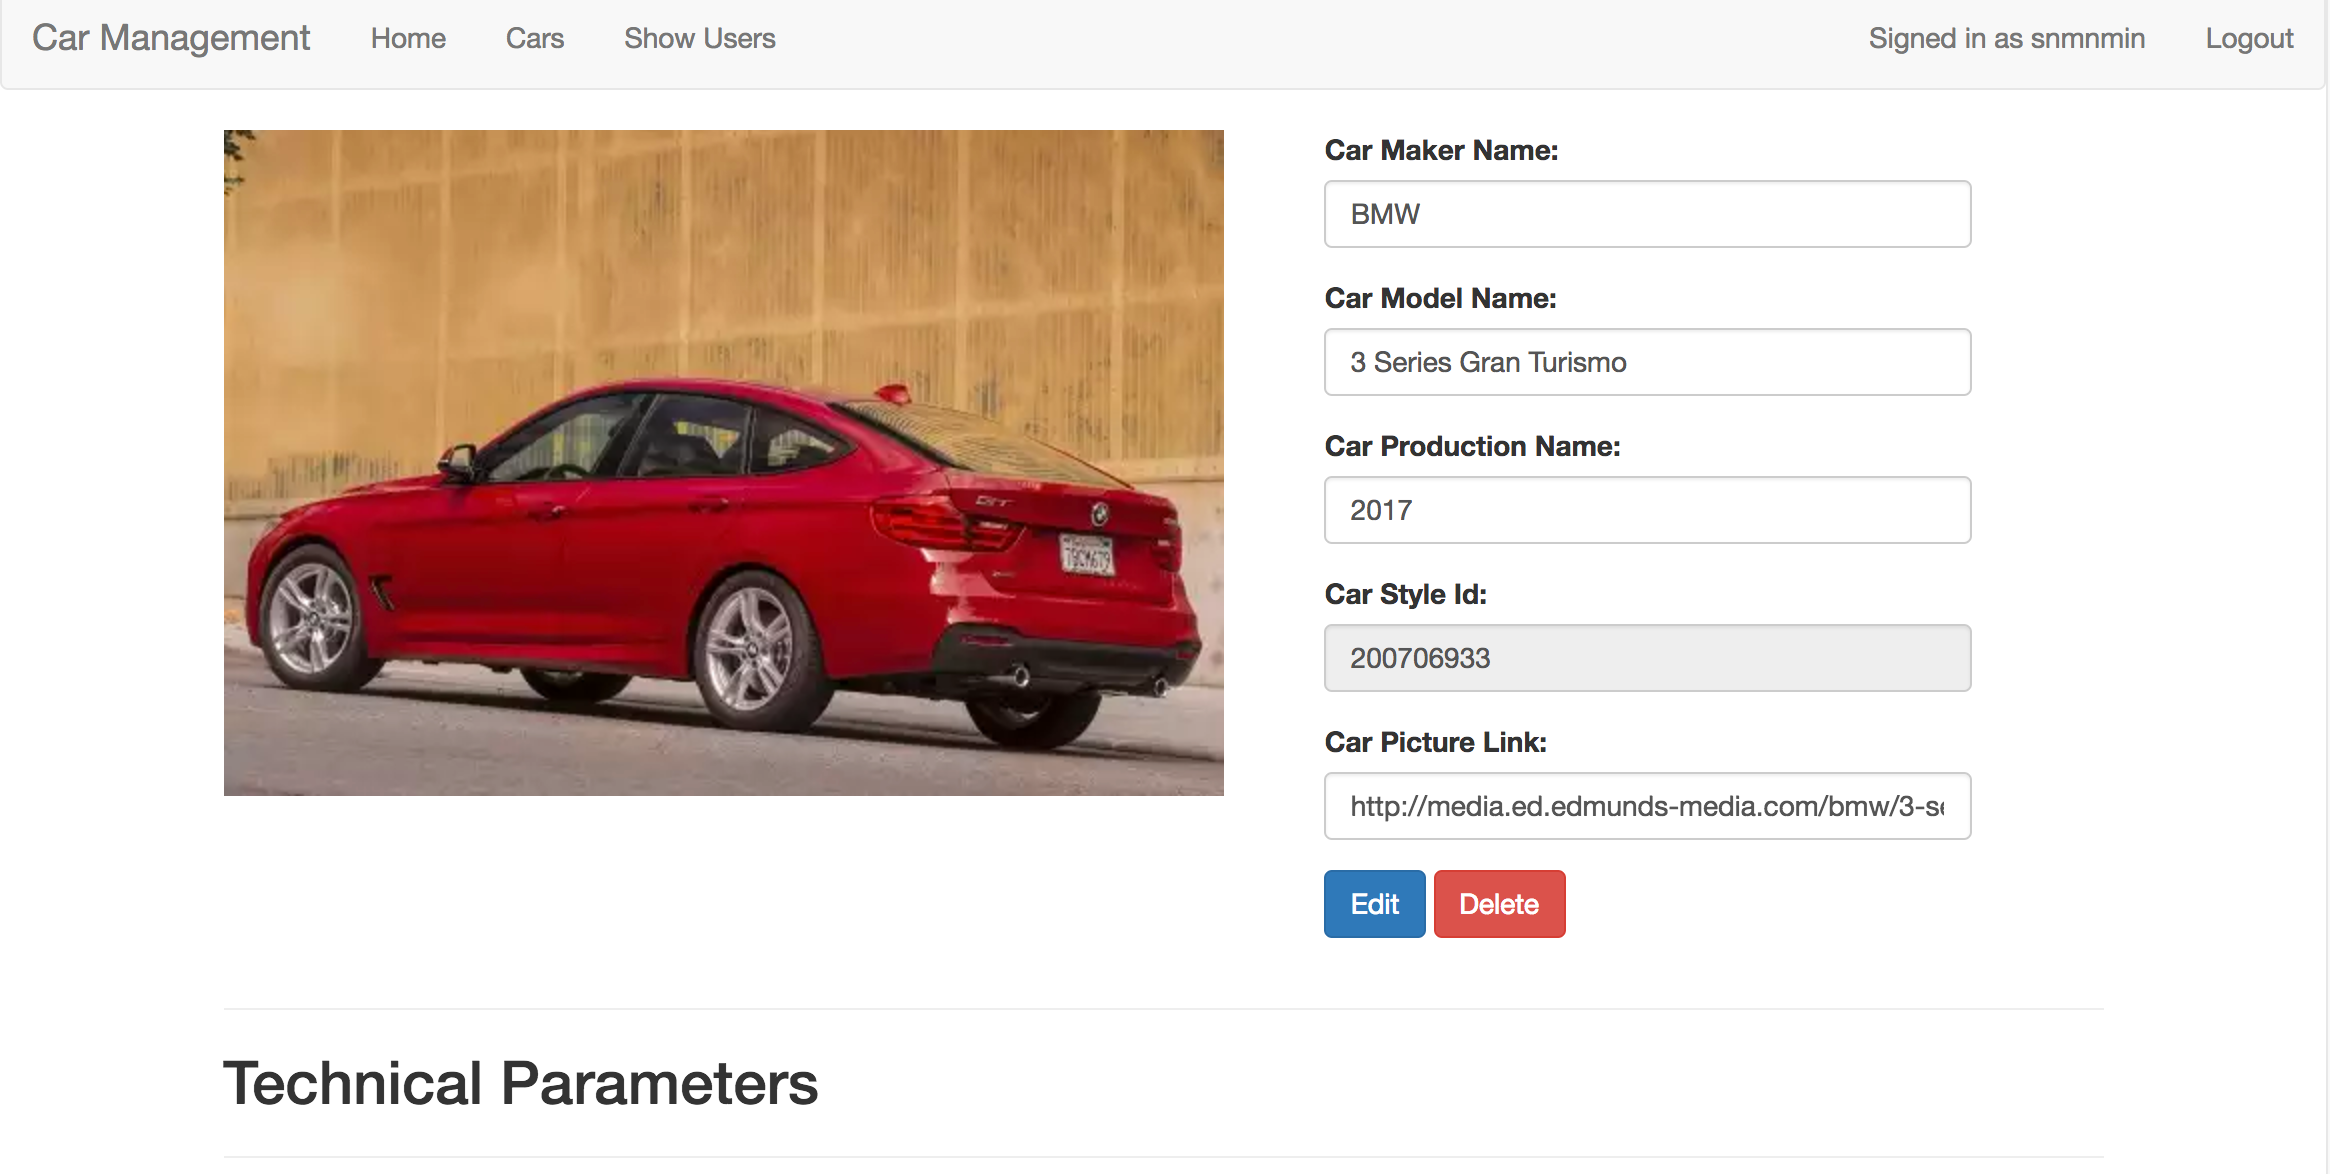 Car Management Home Cars Show Users Signed in as snmnmin Logout
Car Maker Name:
BMW
Car Model Name:
3 Series Gran Turismo
Car Production Name:
2017
Car Style Id:
200706933
Car Picture Link:
http://media.ed.edmunds-media.com/bmw/3-se
Edit Delete
Technical Parameters